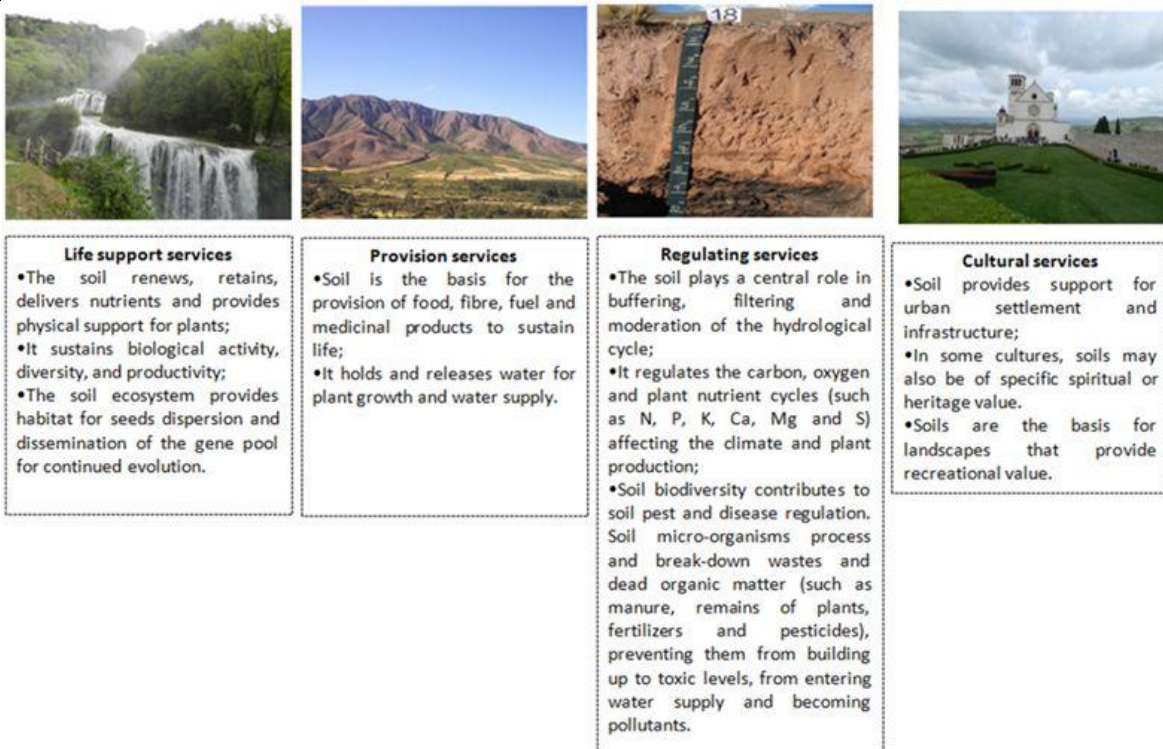 18
Life support services
•The soil renews, retains,
delivers nutrients and provides
physical support for plants;
•It sustains biological activity,
diversity, and productivity;
•The soil ecosystem provides
habitat for seeds dispersion and
dissemination of the gene pool
for continued evolution.
Provision services
•Soil is the basis for the
provision of food, fibre, fuel and
medicinal products to sustain
life;
•It holds and releases water for
plant growth and water supply.
Regulating services
•The soil plays a central role in
buffering, filtering and
moderation of the hydrological
cycle;
•It regulates the carbon, oxygen
and plant nutrient cycles (such
as N, P, K, Ca, Mg and S)
affecting the climate and plant
production;
•Soil biodiversity contributes to
soil pest and disease regulation.
Soil micro-organisms process
and break-down wastes and
dead organic matter (such as
manure, remains of plants,
fertilizers and pesticides),
preventing them from building
up to toxic levels, from entering
water supply and becoming
pollutants.
Cultural services
•Soil provides support for
urban settlement and
infrastructure;
•In some cultures, soils may
also be of specific spiritual or
heritage value.
•Soils are the basis for
landscapes that provide
recreational value.